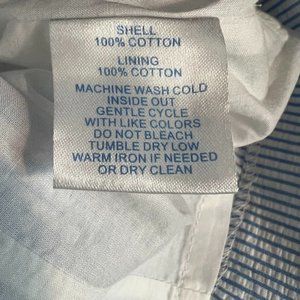 SHELL
100% COTTON
LINING
100% COTTON
MACHINE WASH COLD
INSIDE OUT
GENTLE CYCLE
WITH LIKE COLORS
DO NOT BLEACH
TUMBLE DRY LOW
WARM IRON IF NEEDED
OR DRY CLEAN